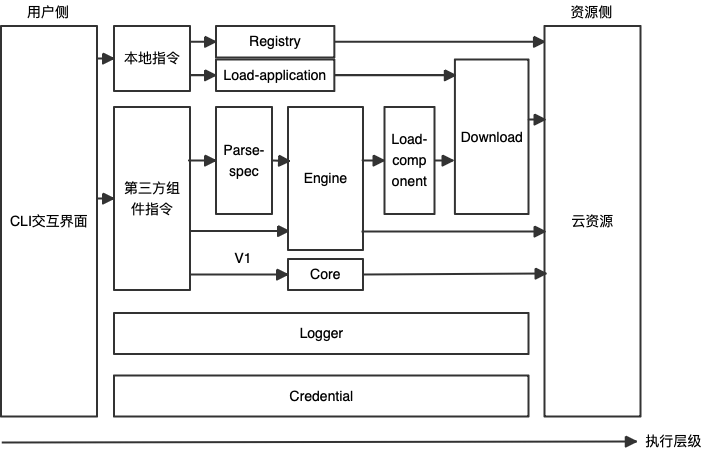 用户侧
资源侧
CLI交互界面
本地指令
Registry
Load-application
第三方组
件指令
Parse-
spec
Engine
Load-
comp
onent
Download
云资源
V1
Core
Logger
Credential
执行层级